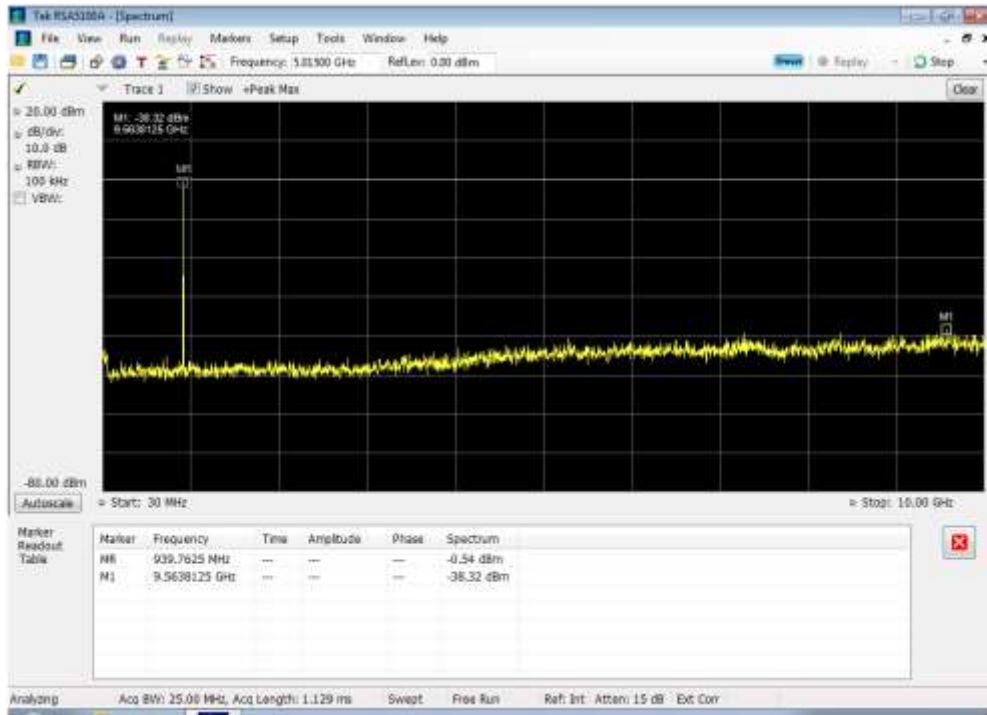 Tek RSA5100A - [Spectrum]
File View Run Replay Markers Setup Tools Window Help
Frequency: 5.01500 GHz RefLev: 0.00 dBm Replay Stop
Trace 1 Show +Peak Max Clear
20.00 dBm
dB/div:
10.0 dB
RBW:
100 kHz
VBW:
M1: -38.32 dBm
9.5638125 GHz
MR
M1
-80.00 dBm
Autoscale Start: 30 MHz Stop: 10.00 GHz
Marker
Readout
Table
Marker Frequency Time Amplitude Phase Spectrum
MR 939.7625 MHz --- --- --- -0.54 dBm
M1 9.5638125 GHz --- --- --- -38.32 dBm
Analyzing Acq BW: 25.00 MHz, Acq Length: 1.129 ms Swept Free Run Ref: Int Atten: 15 dB Ext Corr